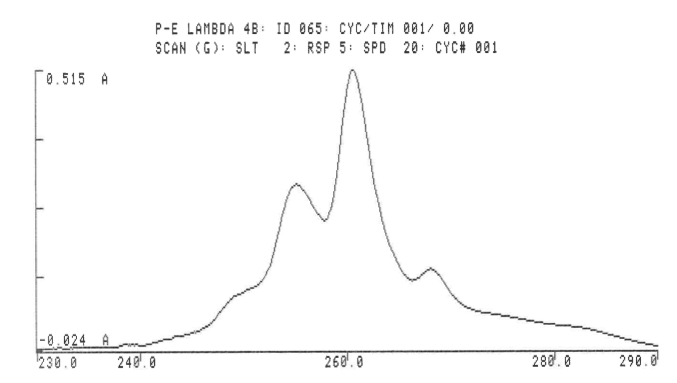 P-E LAMBDA 4B: ID 065: CYC/TIM 001/ 0.00
SCAN (G): SLT 2: RSP 5: SPD 20: CYC# 001
0.515 A
-0.024 A
230.0 240.0 260.0 280.0 290.0